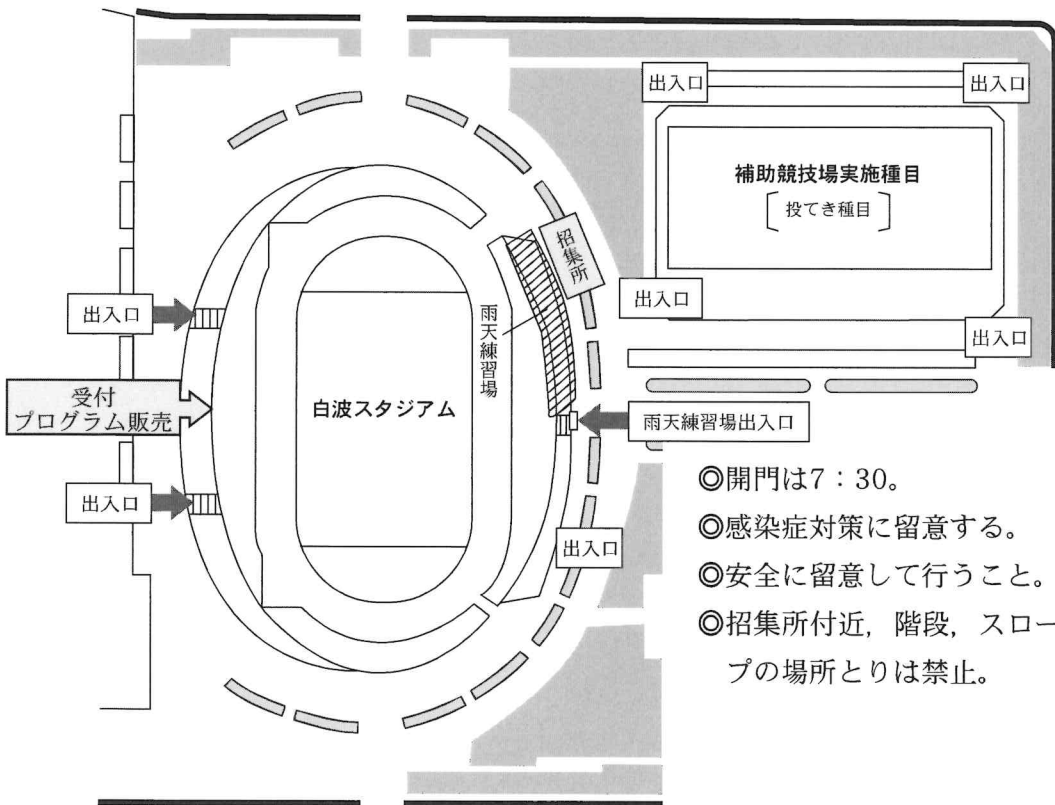 出入口
出入口
補助競技場実施種目
投てき種目
招集所
出入口
出入口
出入口
雨天練習場
受付
プログラム販売
白波スタジアム
雨天練習場出入口
出入口
出入口
◎開門は7：30。
◎感染症対策に留意する。
◎安全に留意して行うこと。
◎招集所付近，階段，スロー
プの場所とりは禁止。